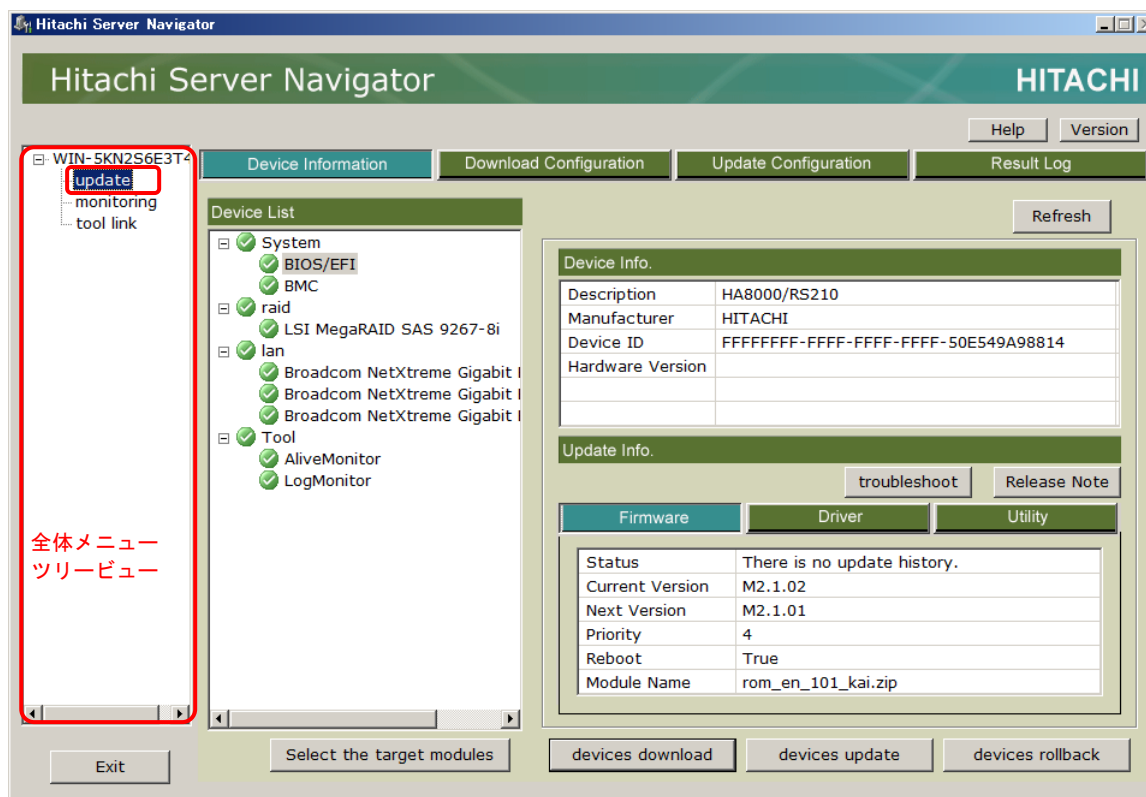 Hitachi Server Navigator
Hitachi Server Navigator
HITACHI
Help
Version
WIN-5KN2S6E3T4
update
monitoring
tool link
全体メニュー
ツリービュー
Exit
Device Information
Download Configuration
Update Configuration
Result Log
Device List
System
BIOS/EFI
BMC
raid
LSI MegaRAID SAS 9267-8i
lan
Broadcom NetXtreme Gigabit
Broadcom NetXtreme Gigabit
Broadcom NetXtreme Gigabit
Tool
AliveMonitor
LogMonitor
Select the target modules
Refresh
Device Info.
Description HA8000/RS210
Manufacturer HITACHI
Device ID FFFFFFFF-FFFF-FFFF-FFFF-50E549A98814
Hardware Version
Update Info.
troubleshoot
Release Note
Firmware
Driver
Utility
Status There is no update history.
Current Version M2.1.02
Next Version M2.1.01
Priority 4
Reboot True
Module Name rom_en_101_kai.zip
devices download
devices update
devices rollback